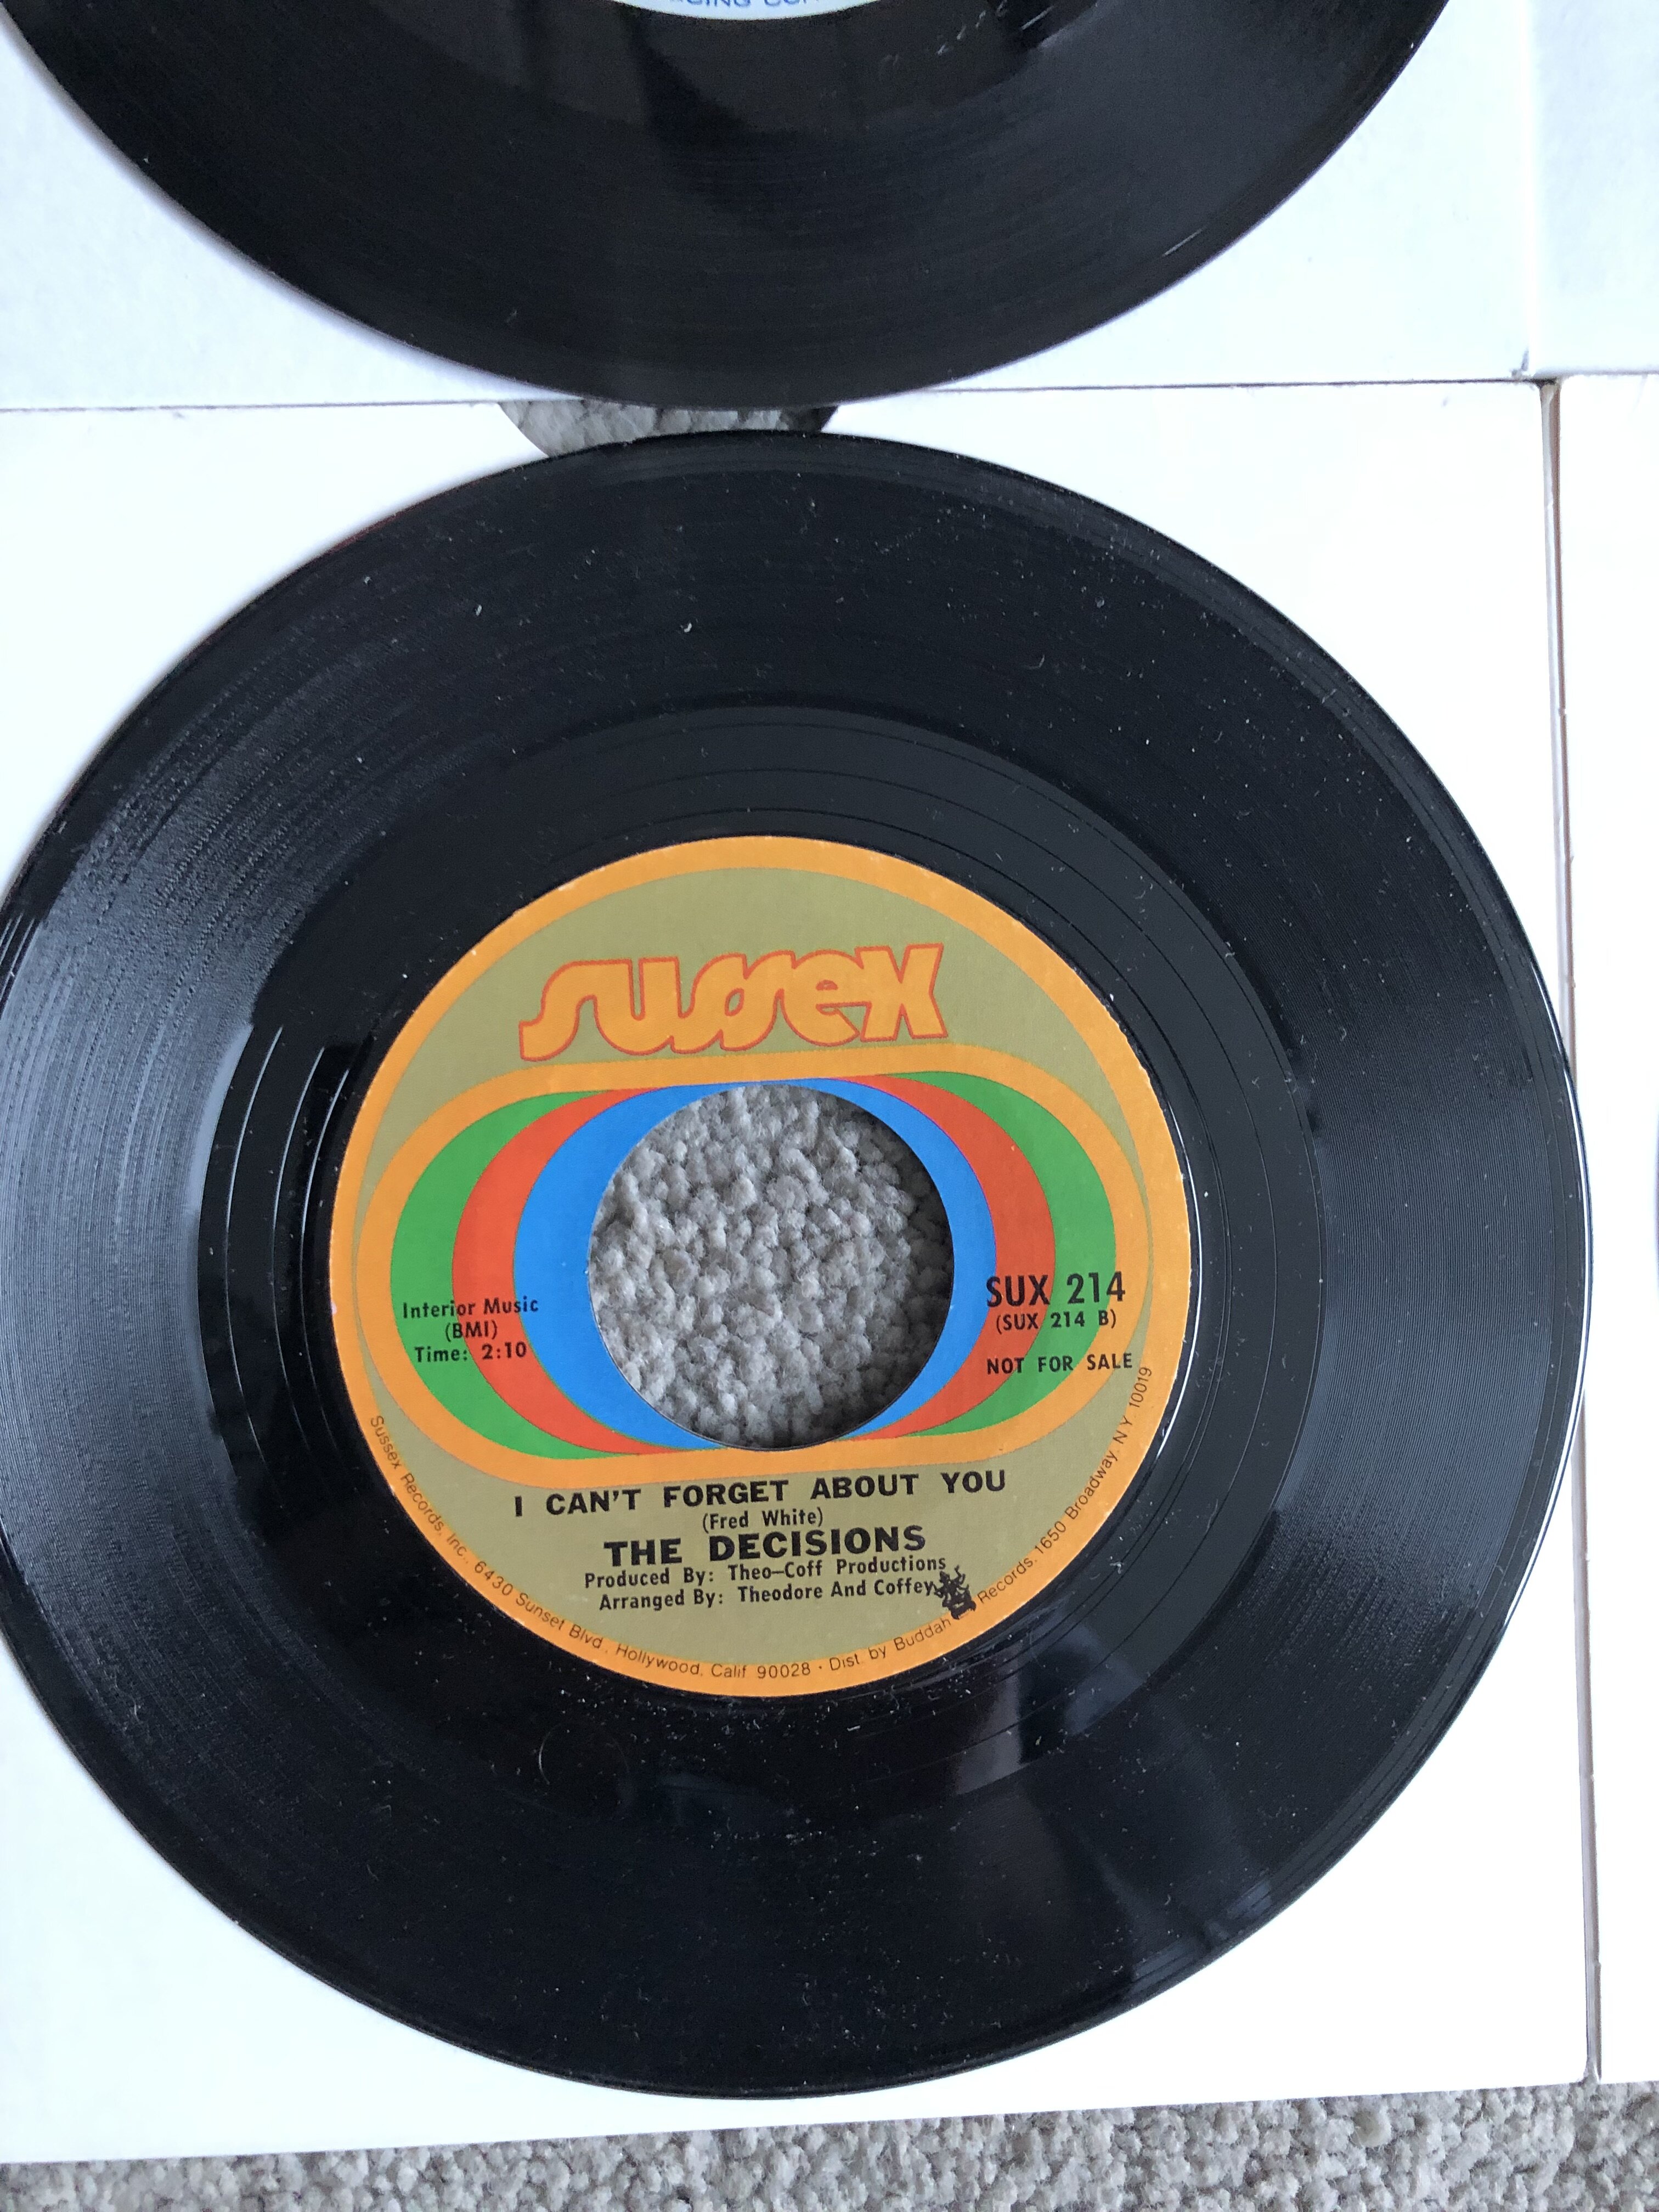 sussex
Interior Music
(BMI)
Time: 2:10
SUX 214
(SUX 214 B)
NOT FOR SALE
I CAN'T FORGET ABOUT YOU
(Fred White)
THE DECISIONS
Produced By: Theo-Coff Productions
Arranged By: Theodore And Coffey
Sussex Records, Inc., 6430 Sunset Blvd., Hollywood, Calif 90028 · Dist. by Buddah Records, 1650 Broadway, N.Y. 10019